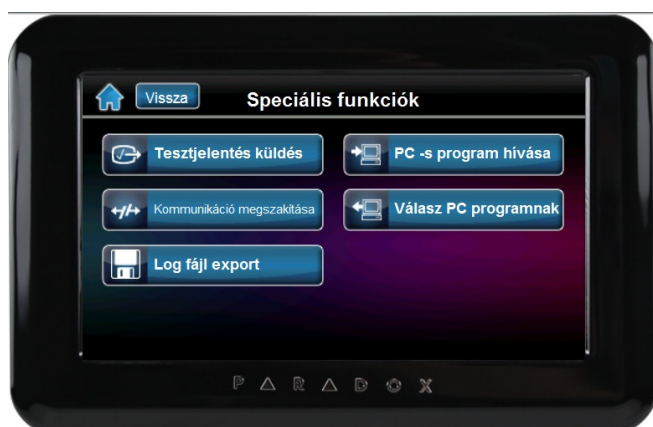 Vissza
Speciális funkciók
Tesztjelentés küldés
PC -s program hívása
Kommunikáció megszakítása
Válasz PC programnak
Log fájl export
PARADOX